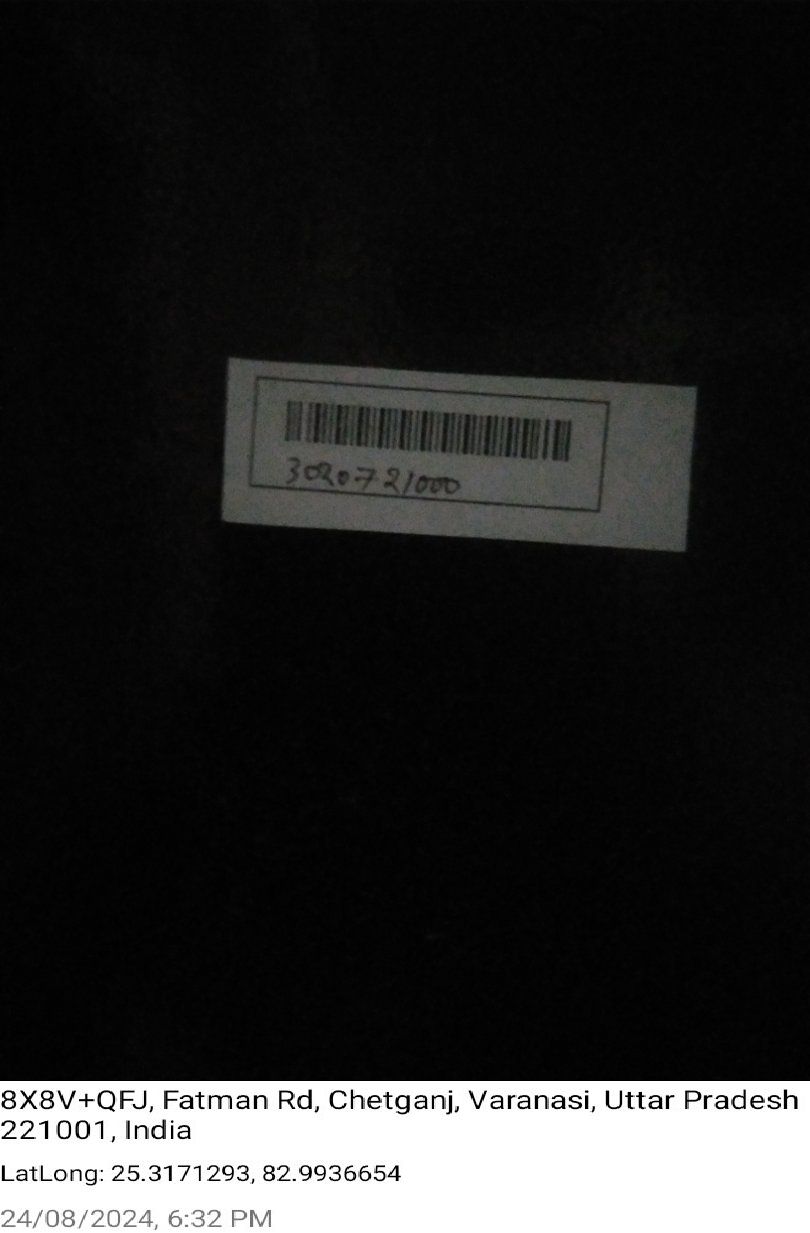 3020721000
8X8V+QFJ, Fatman Rd, Chetganj, Varanasi, Uttar Pradesh
221001, India
LatLong: 25.3171293, 82.9936654
24/08/2024, 6:32 PM